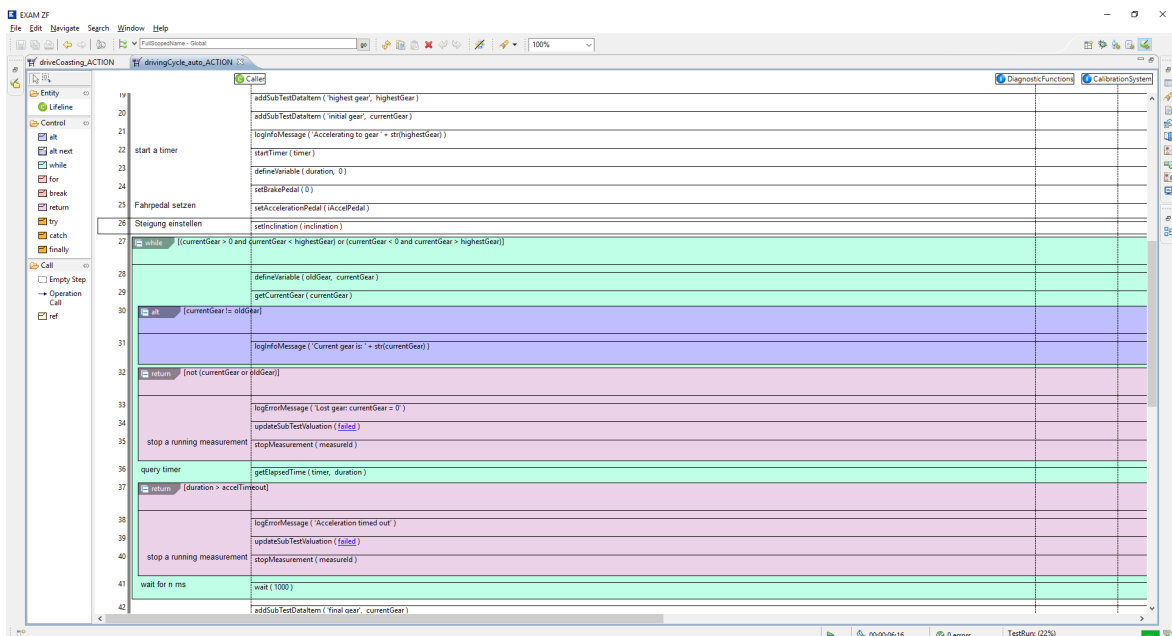 EXAM ZF
File Edit Navigate Search Window Help
FullScopedName - Global
100%
driveCoasting_ACTION
drivingCycle_auto_ACTION
Caller
DiagnosticFunctions
CalibrationSystem
Entity
Lifeline
Control
alt
alt next
while
for
break
return
try
catch
finally
Call
Empty Step
Operation
Call
ref
19 addSubTestDataItem ( 'highest gear', highestGear )
20 addSubTestDataItem ( 'initial gear', currentGear )
21 logInfoMessage ( 'Accelerating to gear ' + str(highestGear) )
22 start a timer startTimer ( timer )
23 defineVariable ( duration, 0 )
24 setBrakePedal ( 0 )
25 Fahrpedal setzen setAccelerationPedal ( iAccelPedal )
26 Steigung einstellen setInclination ( inclination )
27 while [(currentGear > 0 and currentGear < highestGear) or (currentGear < 0 and currentGear > highestGear)]
28 defineVariable ( oldGear, currentGear )
29 getCurrentGear ( currentGear )
30 alt [currentGear != oldGear]
31 logInfoMessage ( 'Current gear is: ' + str(currentGear) )
32 return [not (currentGear or oldGear)]
33 logErrorMessage ( 'Lost gear: currentGear = 0' )
34 updateSubTestValuation ( failed )
35 stop a running measurement stopMeasurement ( measureId )
36 query timer getElapsedTime ( timer, duration )
37 return [duration > accelTimeout]
38 logErrorMessage ( 'Acceleration timed out' )
39 updateSubTestValuation ( failed )
40 stop a running measurement stopMeasurement ( measureId )
41 wait for n ms wait ( 1000 )
42 addSubTestDataItem ( 'final gear', currentGear )
00:00:06:16
0 errors
TestRun: (22%)